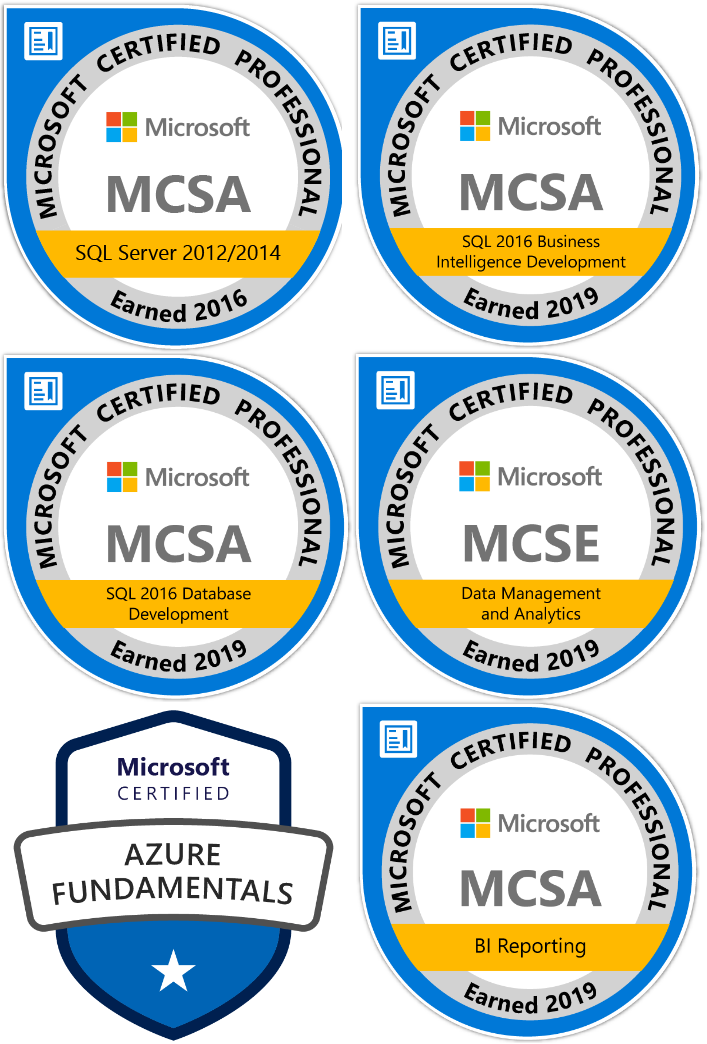 MICROSOFT CERTIFIED PROFESSIONAL
Microsoft
MCSA
SQL Server 2012/2014
Earned 2016
MICROSOFT CERTIFIED PROFESSIONAL
Microsoft
MCSA
SQL 2016 Business
Intelligence Development
Earned 2019
MICROSOFT CERTIFIED PROFESSIONAL
Microsoft
MCSA
SQL 2016 Database
Development
Earned 2019
MICROSOFT CERTIFIED PROFESSIONAL
Microsoft
MCSE
Data Management
and Analytics
Earned 2019
Microsoft
CERTIFIED
AZURE
FUNDAMENTALS
MICROSOFT CERTIFIED PROFESSIONAL
Microsoft
MCSA
BI Reporting
Earned 2019